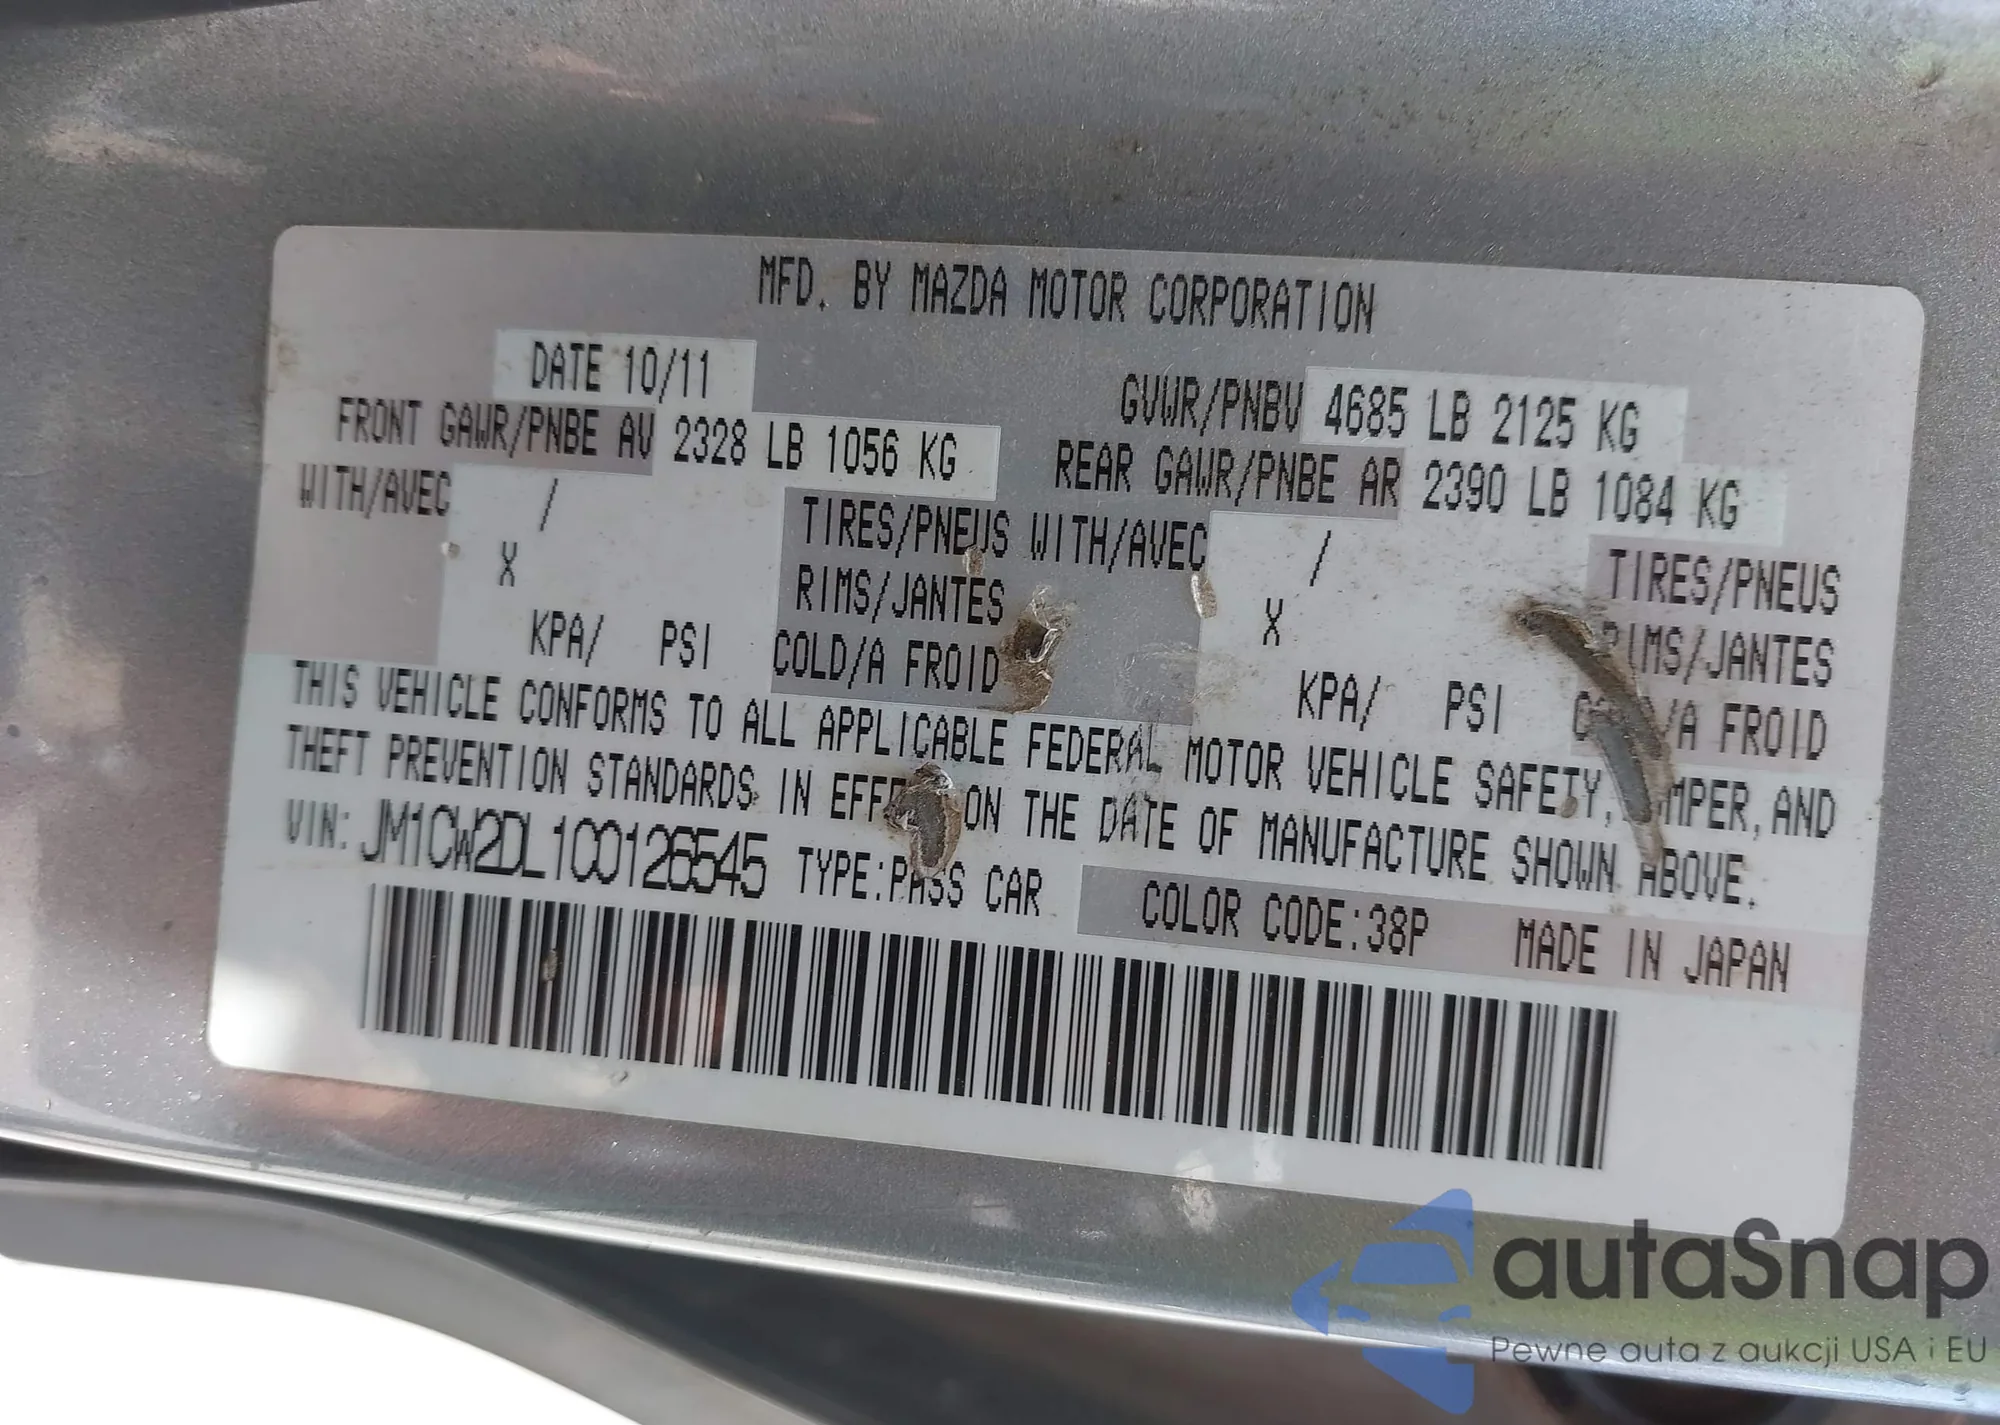 MFD. BY MAZDA MOTOR CORPORATION
DATE 10/11
GVWR/PNBV 4685 LB 2125 KG
FRONT GAWR/PNBE AV 2328 LB 1056 KG
REAR GAWR/PNBE AR 2390 LB 1084 KG
WITH/AVEC / TIRES/PNEUS WITH/AVEC / TIRES/PNEUS
X RIMS/JANTES X RIMS/JANTES
KPA/ PSI COLD/A FROID KPA/ PSI /A FROID
THIS VEHICLE CONFORMS TO ALL APPLICABLE FEDERAL MOTOR VEHICLE SAFETY, AND
THEFT PREVENTION STANDARDS IN ON THE DATE OF MANUFACTURE SHOWN ABOVE.
VIN: JM1CW2DL1C0126545 TYPE:PASS CAR
COLOR CODE:38P MADE IN JAPAN
autaSnap
Pewne auta z aukcji USA i EU